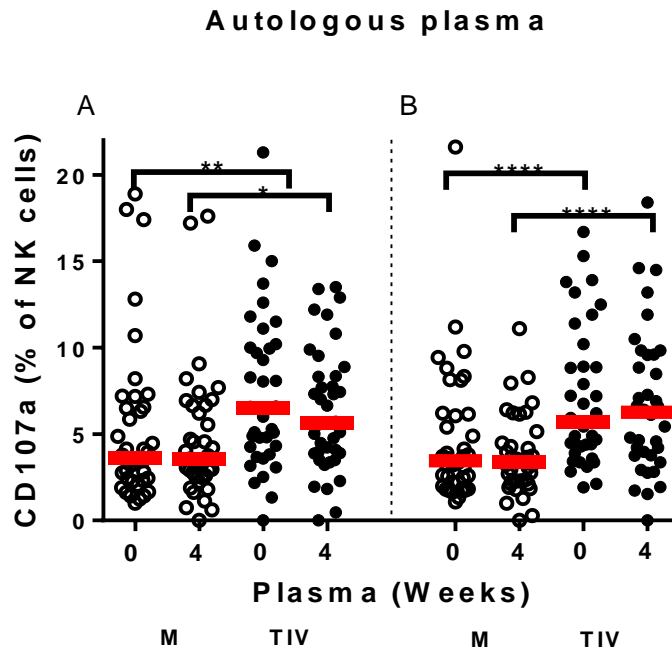 Autologous plasma
A B
CD107a (% of NK cells)
20
15
10
5
0
** * **** ****
0 4 0 4 0 4 0 4
Plasma (Weeks)
M TIV M TIV